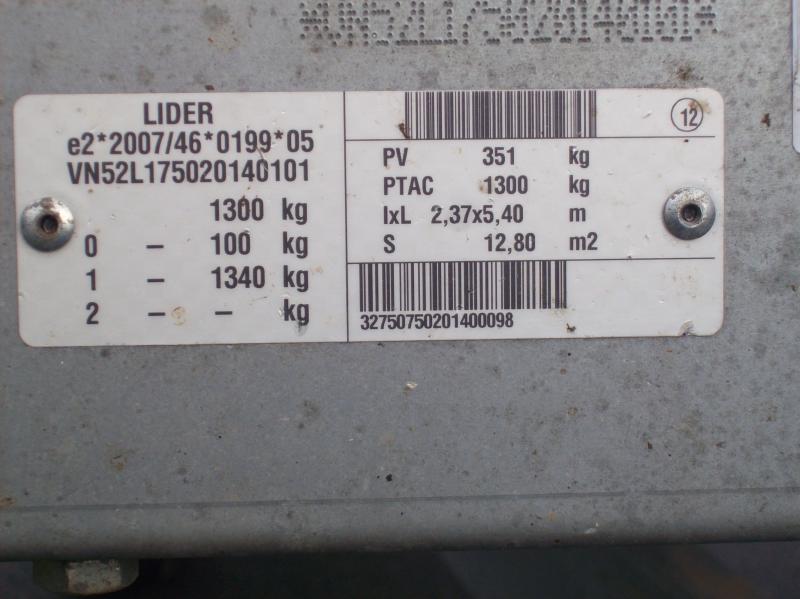 LIDER
e2*2007/46*0199*05
VN52L175020140101
1300 kg
0 – 100 kg
1 – 1340 kg
2 – – kg
12
PV 351 kg
PTAC 1300 kg
lxL 2,37x5,40 m
S 12,80 m2
32750750201400098